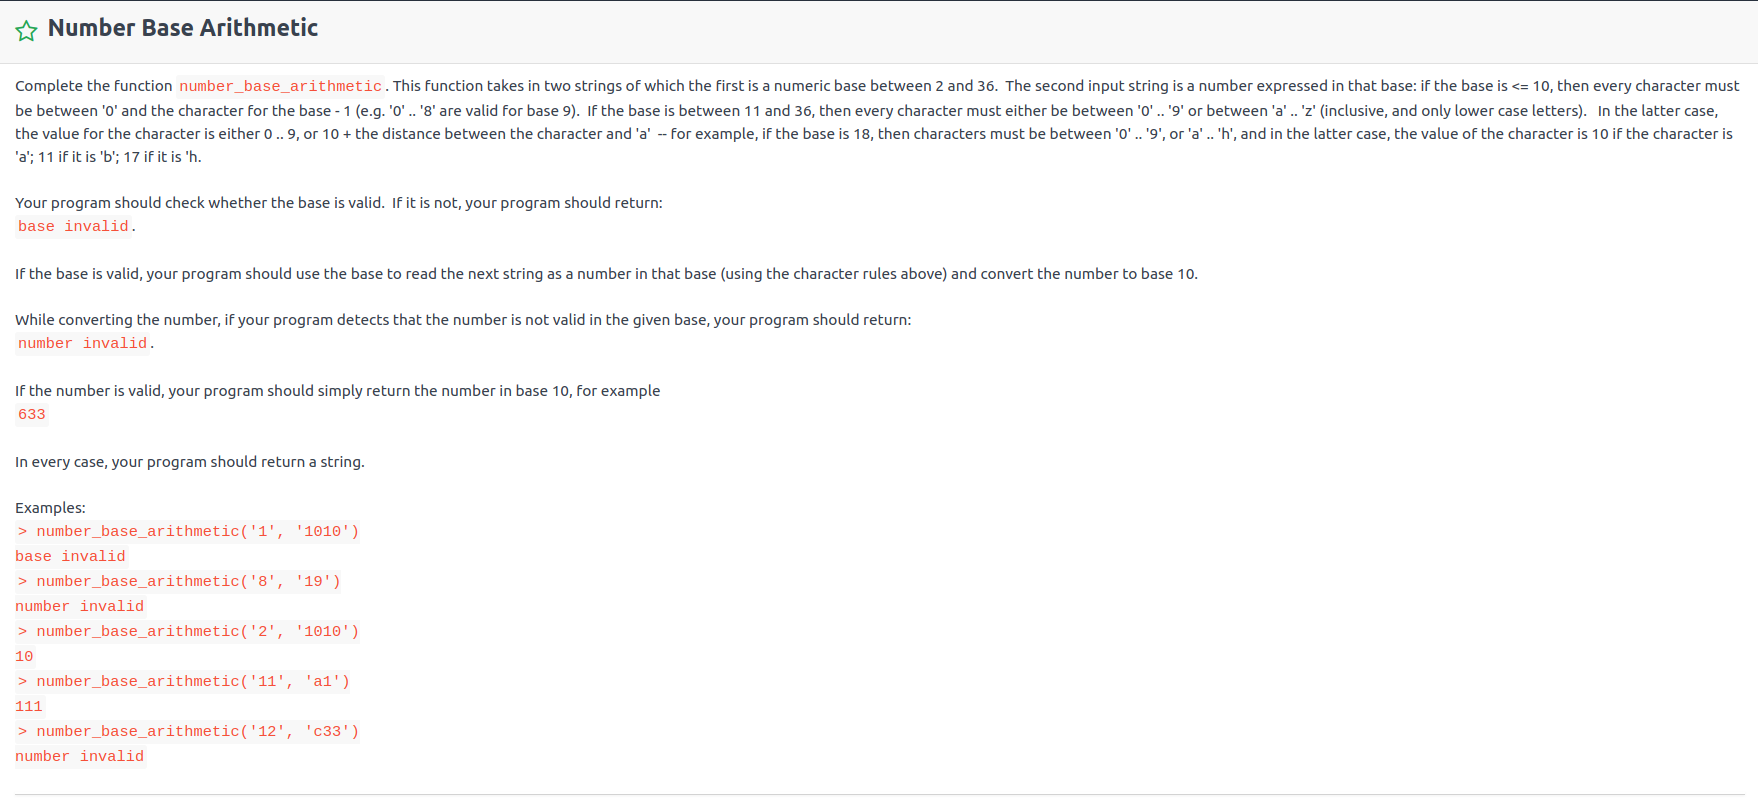 Number Base Arithmetic
Complete the function number_base_arithmetic. This function takes in two strings of which the first is a numeric base between 2 and 36.  The second input string is a number expressed in that base: if the base is <= 10, then every character must
be between '0' and the character for the base - 1 (e.g. '0' .. '8' are valid for base 9).  If the base is between 11 and 36, then every character must either be between '0' .. '9' or between 'a' .. 'z' (inclusive, and only lower case letters).   In the latter case,
the value for the character is either 0 .. 9, or 10 + the distance between the character and 'a'  -- for example, if the base is 18, then characters must be between '0' .. '9', or 'a' .. 'h', and in the latter case, the value of the character is 10 if the character is
'a'; 11 if it is 'b'; 17 if it is 'h.
Your program should check whether the base is valid.  If it is not, your program should return:
base invalid.
If the base is valid, your program should use the base to read the next string as a number in that base (using the character rules above) and convert the number to base 10.
While converting the number, if your program detects that the number is not valid in the given base, your program should return:
number invalid.
If the number is valid, your program should simply return the number in base 10, for example
633
In every case, your program should return a string.
Examples:
> number_base_arithmetic('1', '1010')
base invalid
> number_base_arithmetic('8', '19')
number invalid
> number_base_arithmetic('2', '1010')
10
> number_base_arithmetic('11', 'a1')
111
> number_base_arithmetic('12', 'c33')
number invalid